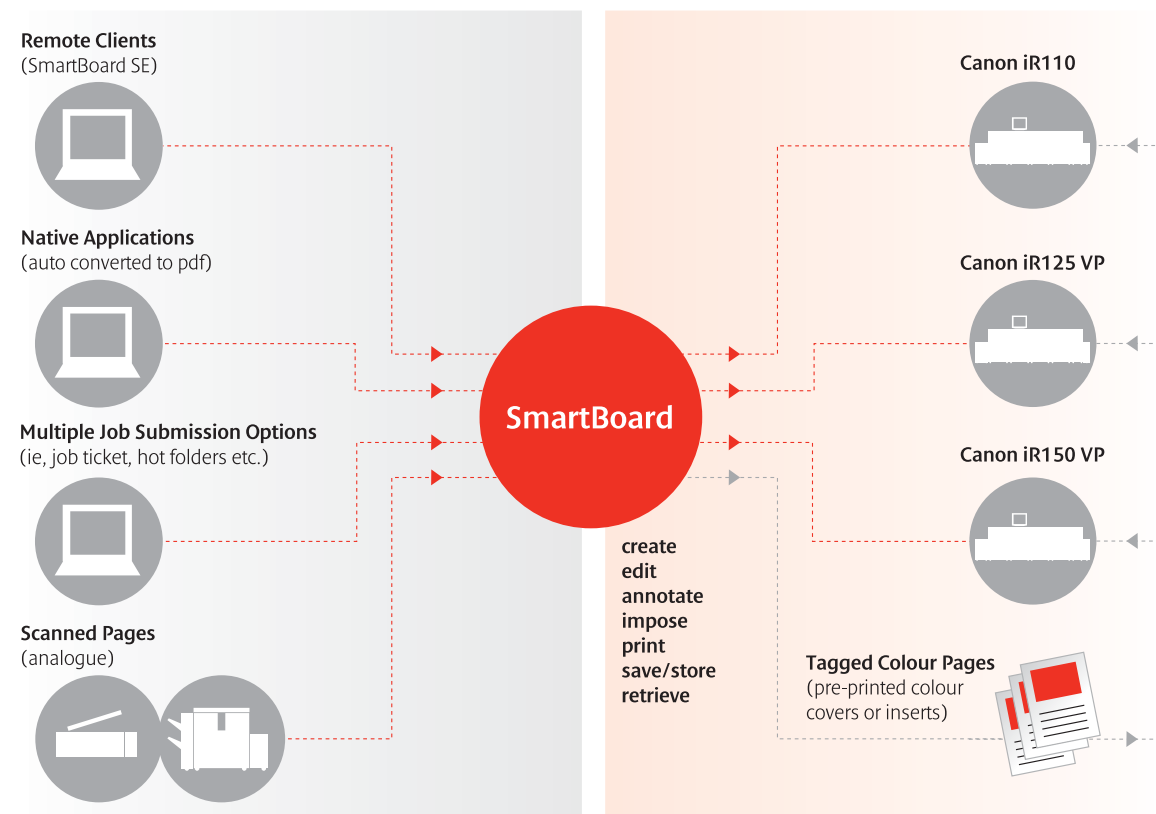 Remote Clients
(SmartBoard SE)
Native Applications
(auto converted to pdf)
Multiple Job Submission Options
(ie, job ticket, hot folders etc.)
Scanned Pages
(analogue)
SmartBoard
create
edit
annotate
impose
print
save/store
retrieve
Canon iR110
Canon iR125 VP
Canon iR150 VP
Tagged Colour Pages
(pre-printed colour
covers or inserts)